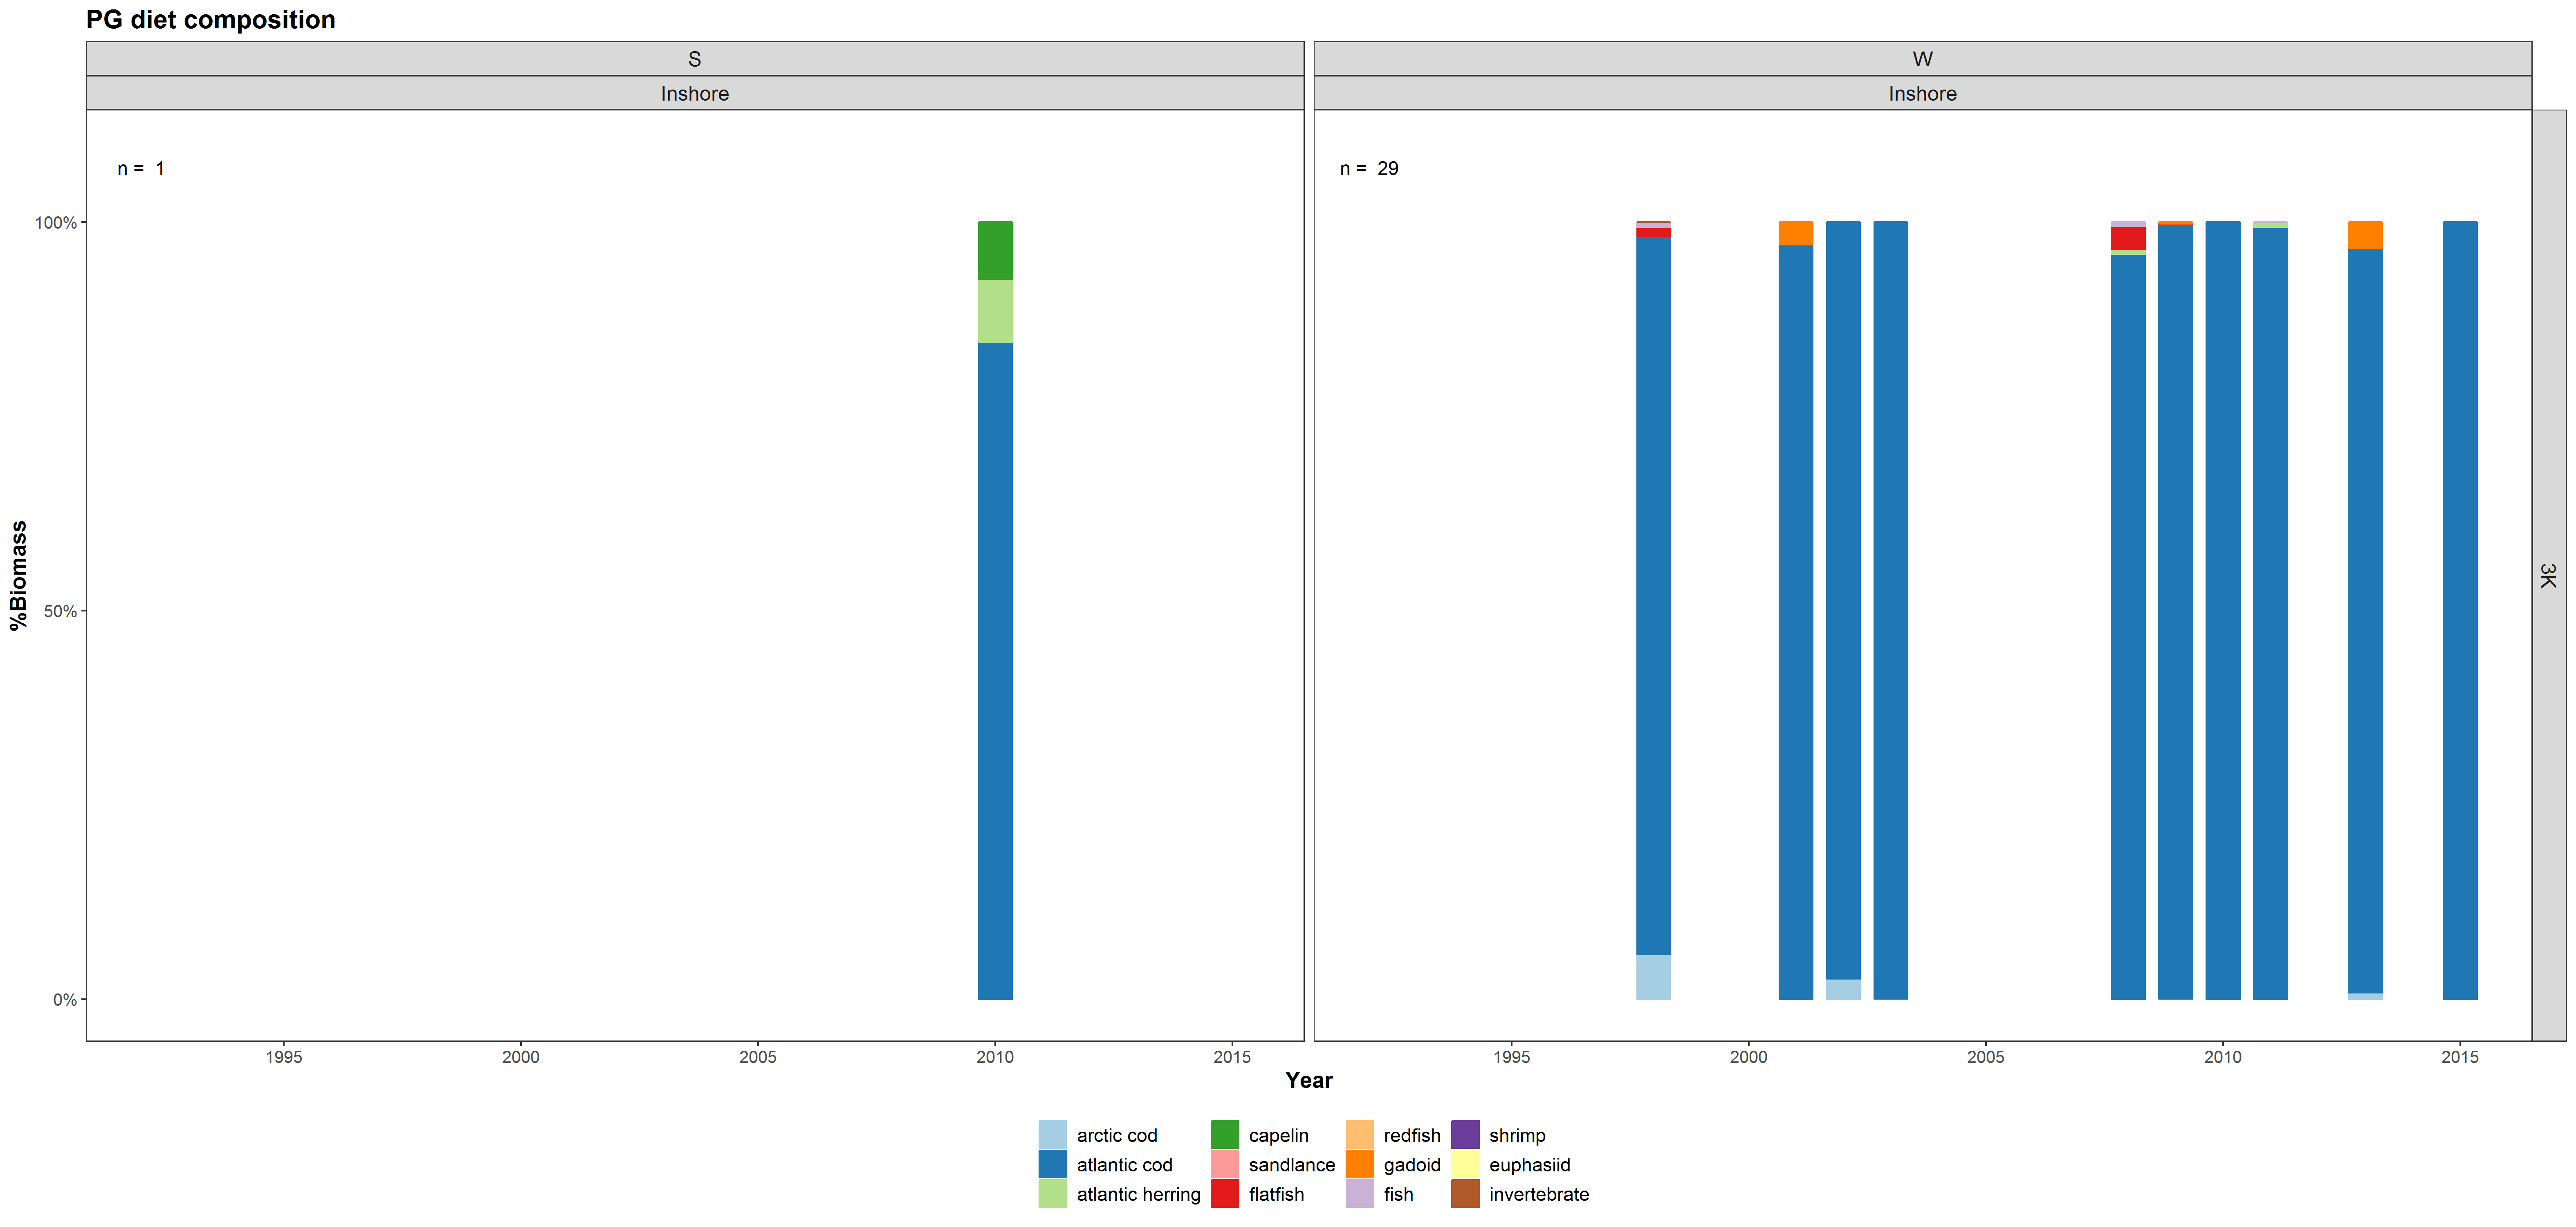 PG diet composition
S
W
Inshore
Inshore
n =  1
n =  29
100%
50%
0%
%Biomass
3K
1995 2000 2005 2010 2015
1995 2000 2005 2010 2015
Year
arctic cod capelin redfish shrimp
atlantic cod sandlance gadoid euphasiid
atlantic herring flatfish fish invertebrate